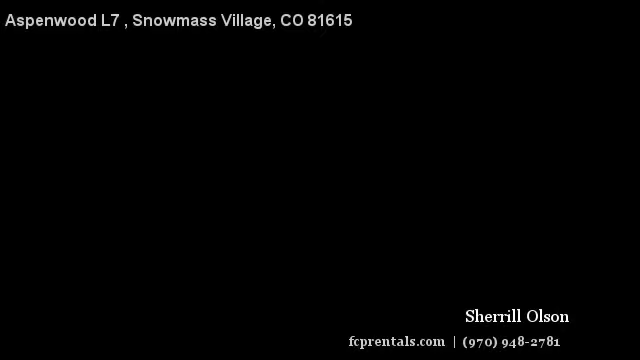 Aspenwood L7 , Snowmass Village, CO 81615
Sherrill Olson
fcprentals.com | (970) 948-2781